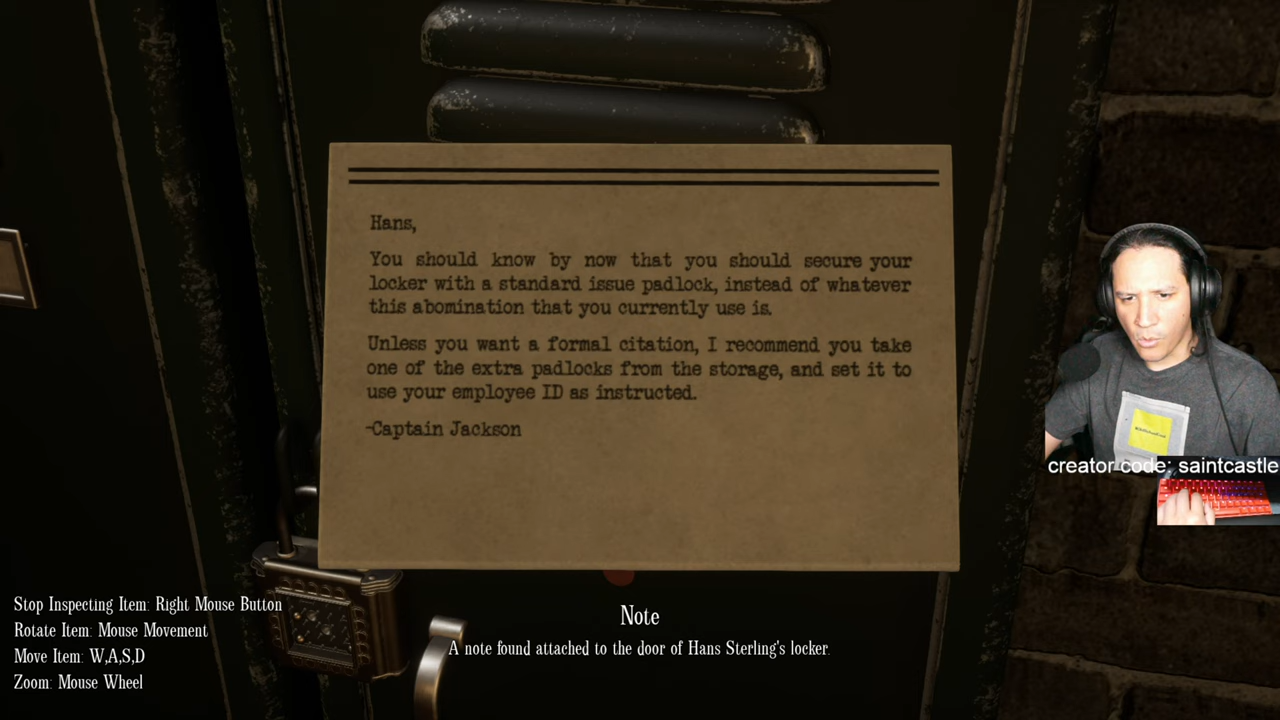 Hans,
You should know by now that you should secure your
locker with a standard issue padlock, instead of whatever
this abomination that you currently use is.
Unless you want a formal citation, I recommend you take
one of the extra padlocks from the storage, and set it to
use your employee ID as instructed.
-Captain Jackson
creator code: saintcastle
Stop Inspecting Item: Right Mouse Button
Rotate Item: Mouse Movement
Move Item: W,A,S,D
Zoom: Mouse Wheel
Note
A note found attached to the door of Hans Sterling's locker.